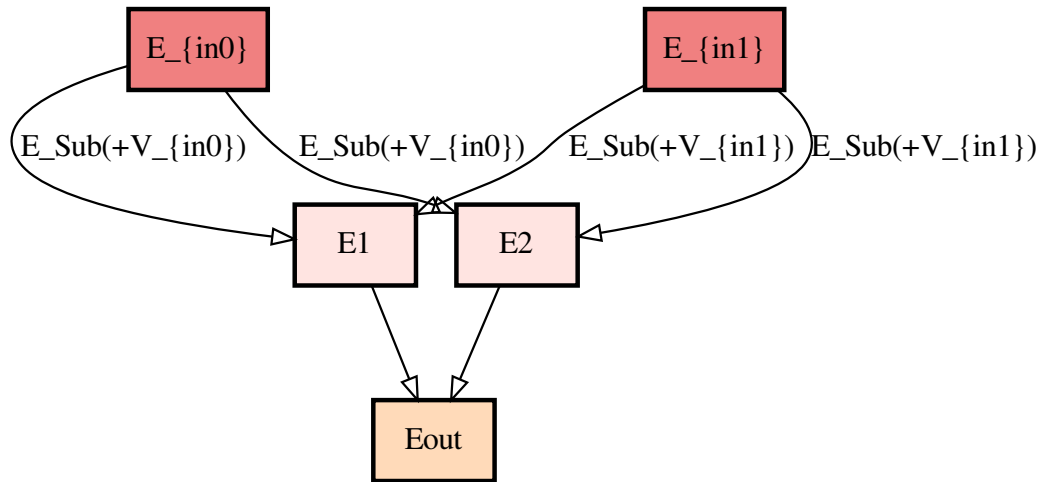 E_{in0}
E_{in1}
E_Sub(+V_{in0})
E_Sub(+V_{in0})
E_Sub(+V_{in1})
E_Sub(+V_{in1})
E1
E2
Eout